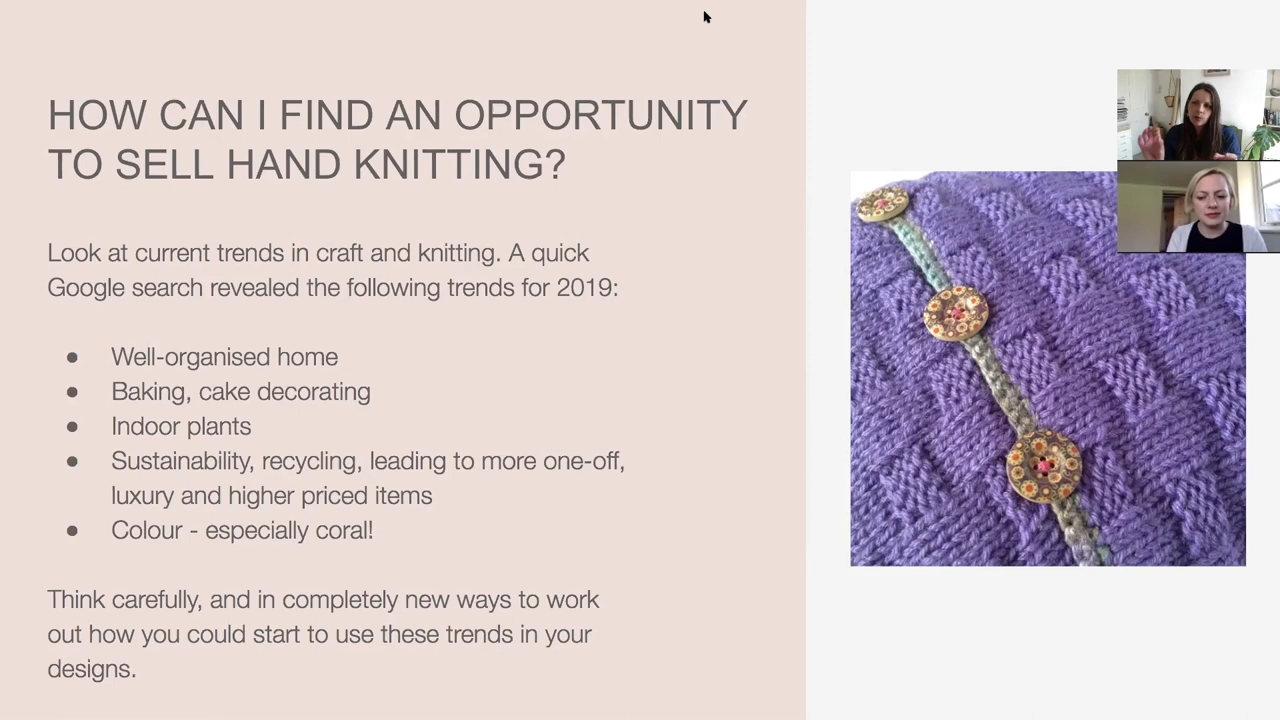 HOW CAN I FIND AN OPPORTUNITY
TO SELL HAND KNITTING?
Look at current trends in craft and knitting. A quick
Google search revealed the following trends for 2019:
● Well-organised home
● Baking, cake decorating
● Indoor plants
● Sustainability, recycling, leading to more one-off,
luxury and higher priced items
● Colour - especially coral!
Think carefully, and in completely new ways to work
out how you could start to use these trends in your
designs.